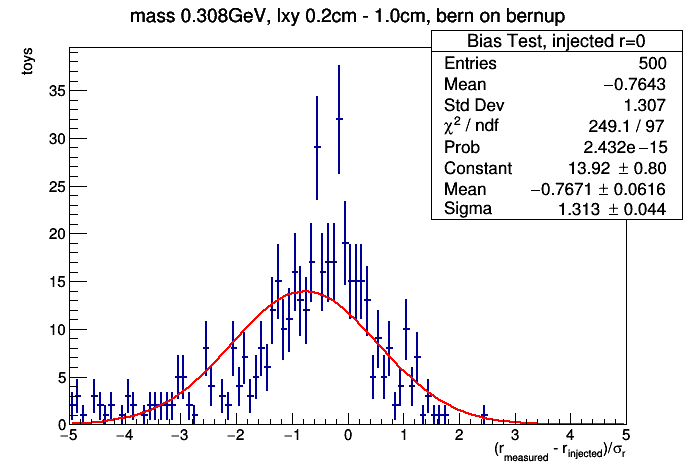 mass 0.308GeV, lxy 0.2cm - 1.0cm, bern on bernup
toys
Bias Test, injected r=0
Entries 500
Mean −0.7643
Std Dev 1.307
χ² / ndf 249.1 / 97
Prob 2.432e−15
Constant 13.92 ± 0.80
Mean −0.7671 ± 0.0616
Sigma 1.313 ± 0.044
35
30
25
20
15
10
5
0
−5 −4 −3 −2 −1 0 1 2 3 4 5
(r_measured - r_injected)/σ_r